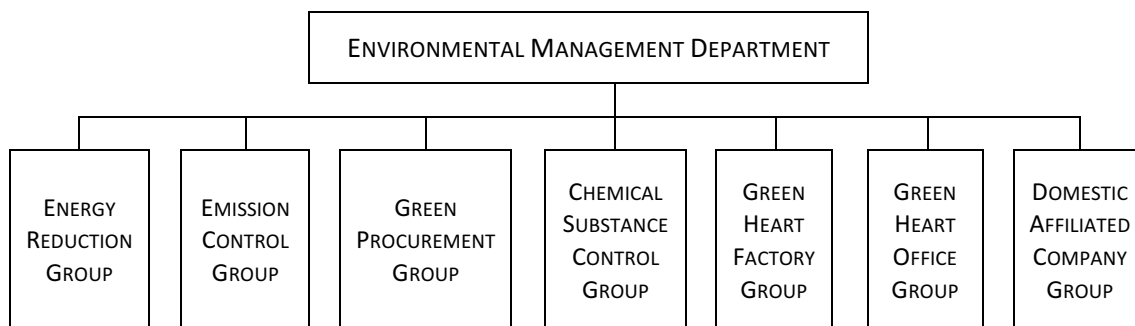 ENVIRONMENTAL MANAGEMENT DEPARTMENT
ENERGY
REDUCTION
GROUP
EMISSION
CONTROL
GROUP
GREEN
PROCUREMENT
GROUP
CHEMICAL
SUBSTANCE
CONTROL
GROUP
GREEN
HEART
FACTORY
GROUP
GREEN
HEART
OFFICE
GROUP
DOMESTIC
AFFILIATED
COMPANY
GROUP